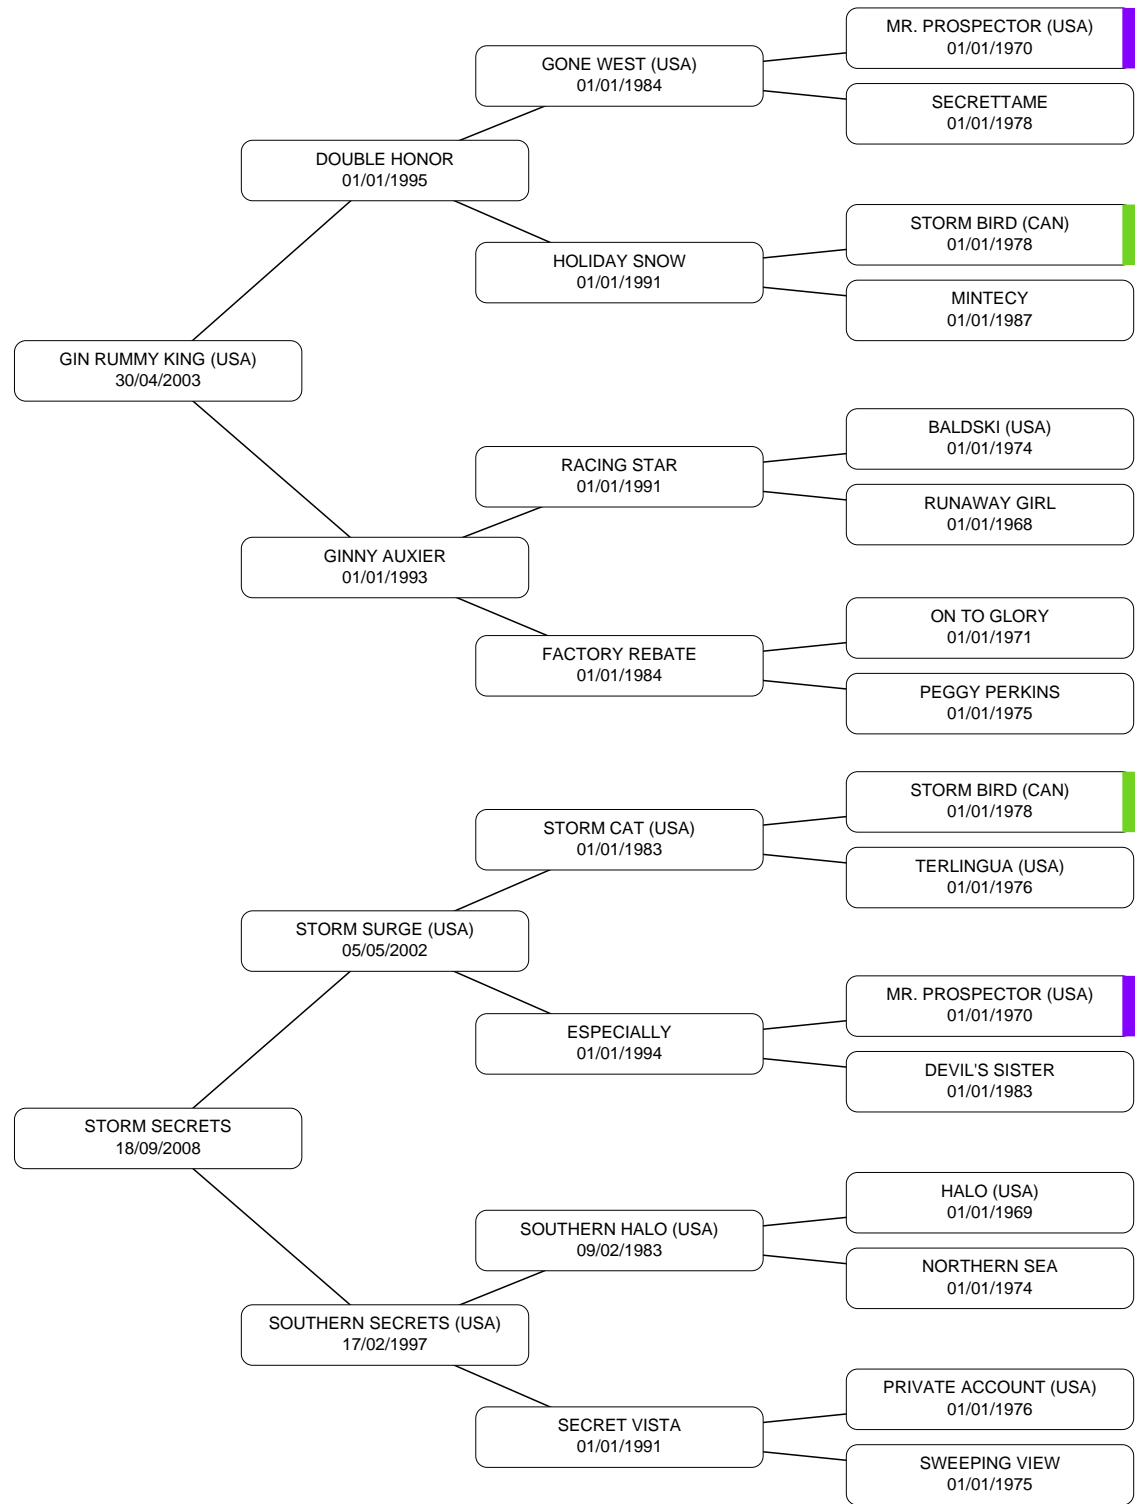 MR. PROSPECTOR (USA)
01/01/1970
GONE WEST (USA)
01/01/1984
SECRETTAME
01/01/1978
DOUBLE HONOR
01/01/1995
STORM BIRD (CAN)
01/01/1978
HOLIDAY SNOW
01/01/1991
MINTECY
01/01/1987
GIN RUMMY KING (USA)
30/04/2003
BALDSKI (USA)
01/01/1974
RACING STAR
01/01/1991
RUNAWAY GIRL
01/01/1968
GINNY AUXIER
01/01/1993
ON TO GLORY
01/01/1971
FACTORY REBATE
01/01/1984
PEGGY PERKINS
01/01/1975
STORM BIRD (CAN)
01/01/1978
STORM CAT (USA)
01/01/1983
TERLINGUA (USA)
01/01/1976
STORM SURGE (USA)
05/05/2002
MR. PROSPECTOR (USA)
01/01/1970
ESPECIALLY
01/01/1994
DEVIL'S SISTER
01/01/1983
STORM SECRETS
18/09/2008
HALO (USA)
01/01/1969
SOUTHERN HALO (USA)
09/02/1983
NORTHERN SEA
01/01/1974
SOUTHERN SECRETS (USA)
17/02/1997
PRIVATE ACCOUNT (USA)
01/01/1976
SECRET VISTA
01/01/1991
SWEEPING VIEW
01/01/1975